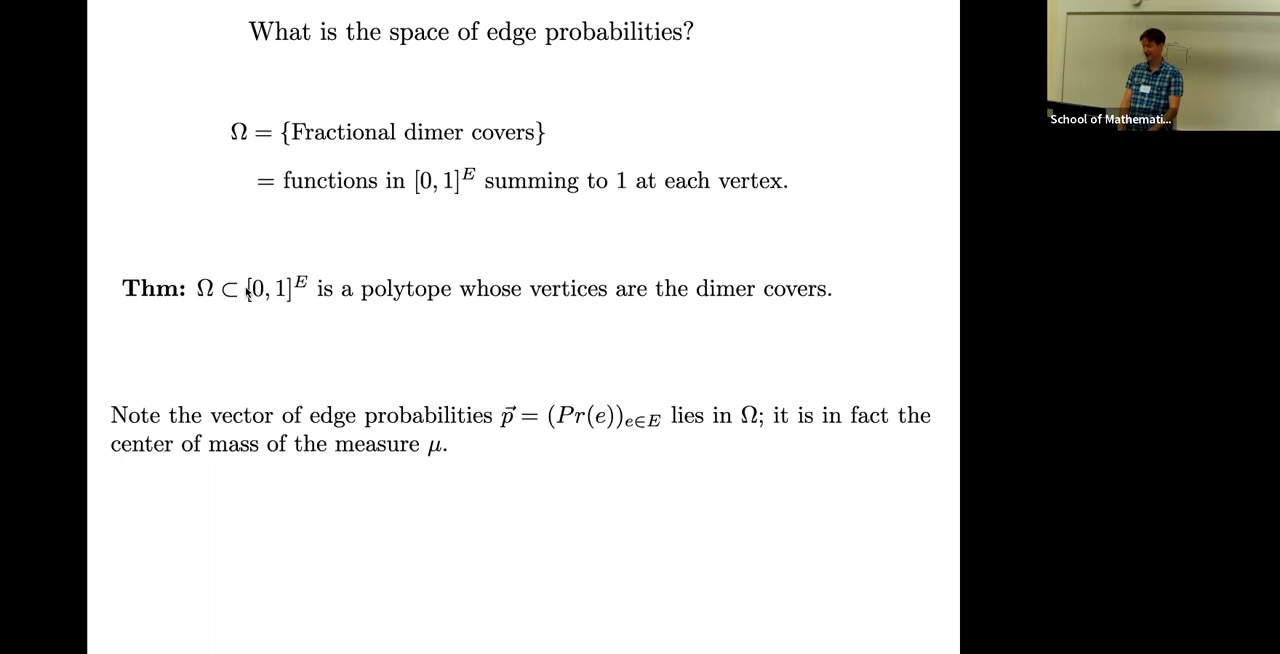 What is the space of edge probabilities?
Ω = {Fractional dimer covers}
= functions in [0, 1]^E summing to 1 at each vertex.
Thm: Ω ⊂ [0, 1]^E is a polytope whose vertices are the dimer covers.
Note the vector of edge probabilities p⃗ = (Pr(e))_{e∈E} lies in Ω; it is in fact the
center of mass of the measure μ.
School of Mathemati...